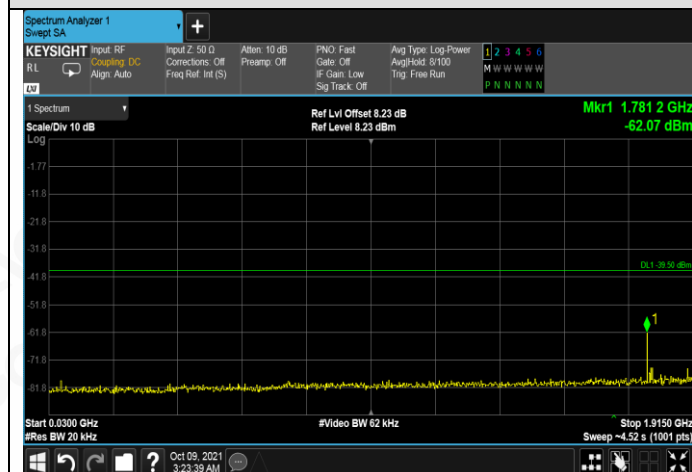 Spectrum Analyzer 1
Swept SA
+
KEYSIGHT
RL
LXI
Input: RF
Coupling: DC
Align: Auto
Input Z: 50 Ω
Corrections: Off
Freq Ref: Int (S)
Atten: 10 dB
Preamp: Off
PNO: Fast
Gate: Off
IF Gain: Low
Sig Track: Off
Avg Type: Log-Power
Avg|Hold: 8/100
Trig: Free Run
1 2 3 4 5 6
M W W W W W
P N N N N N
1 Spectrum
Scale/Div 10 dB
Log
Ref Lvl Offset 8.23 dB
Ref Level 8.23 dBm
Mkr1 1.781 2 GHz
-62.07 dBm
-1.77
-11.8
-21.8
-31.8
DL1 -39.50 dBm
-41.8
-51.8
1
-61.8
-71.8
-81.8
Start 0.0300 GHz
#Res BW 20 kHz
#Video BW 62 kHz
Stop 1.9150 GHz
Sweep ~4.52 s (1001 pts)
?
Oct 09, 2021
3:23:39 AM